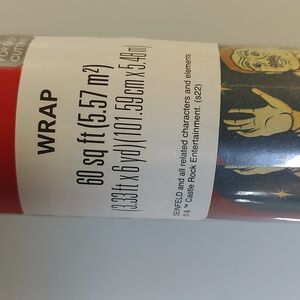 WRAP
60 sq ft (5.57 m²)
(3.33 ft x 6 yd) (101.59 cm x 5.48 m)
SEINFELD and all related characters and elements
© & ™ Castle Rock Entertainment. (s22)